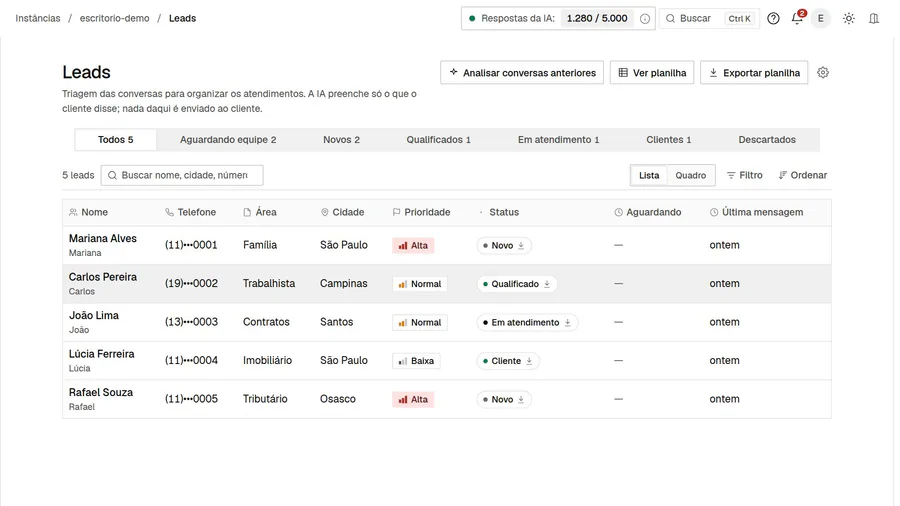 Instâncias / escritorio-demo / Leads
Respostas da IA: 1.280 / 5.000
Buscar Ctrl K
2
E
Leads
Triagem das conversas para organizar os atendimentos. A IA preenche só o que o
cliente disse; nada daqui é enviado ao cliente.
Analisar conversas anteriores
Ver planilha
Exportar planilha
Todos 5
Aguardando equipe 2
Novos 2
Qualificados 1
Em atendimento 1
Clientes 1
Descartados
5 leads
Buscar nome, cidade, número
Lista
Quadro
Filtro
Ordenar
Nome Telefone Área Cidade Prioridade Status Aguardando Última mensagem
Mariana Alves (11)•••0001 Família São Paulo Alta Novo — ontem
Mariana
Carlos Pereira (19)•••0002 Trabalhista Campinas Normal Qualificado — ontem
Carlos
João Lima (13)•••0003 Contratos Santos Normal Em atendimento — ontem
João
Lúcia Ferreira (11)•••0004 Imobiliário São Paulo Baixa Cliente — ontem
Lúcia
Rafael Souza (11)•••0005 Tributário Osasco Alta Novo — ontem
Rafael